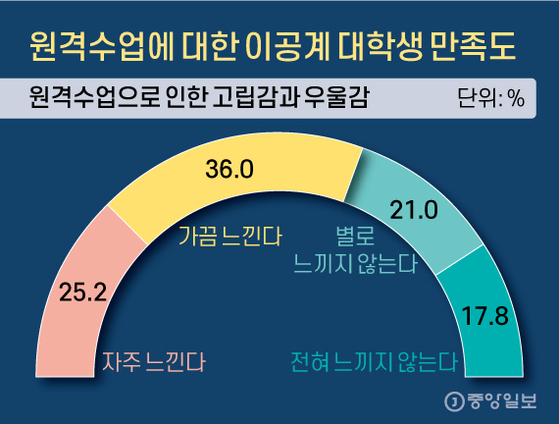 원격수업에 대한 이공계 대학생 만족도
원격수업으로 인한 고립감과 우울감 단위: %
36.0
21.0
가끔 느낀다
별로
느끼지 않는다
25.2
17.8
자주 느낀다
전혀 느끼지 않는다
중앙일보